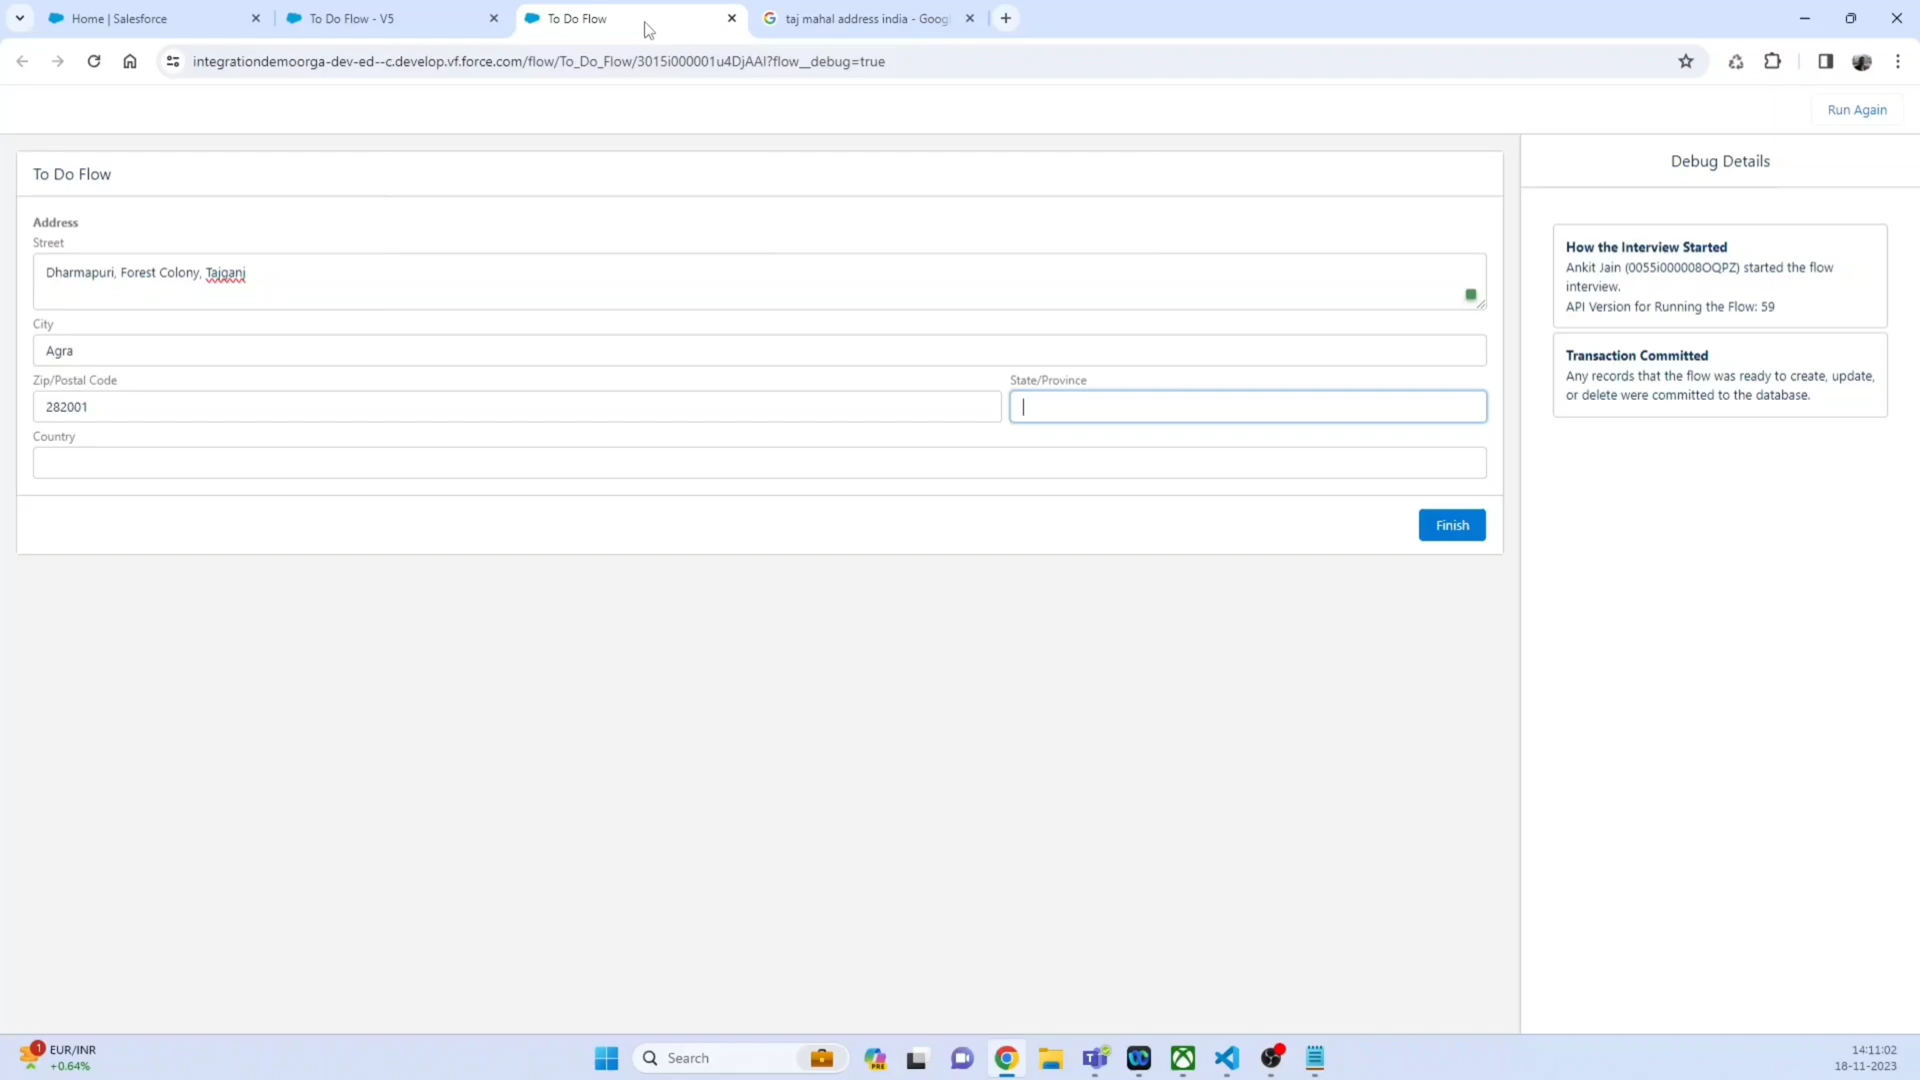 Home | Salesforce
To Do Flow - V5
To Do Flow
taj mahal address india - Goog
integrationdemoorga-dev-ed--c.develop.vf.force.com/flow/To_Do_Flow/3015i000001u4DjAAI?flow__debug=true
Run Again
To Do Flow
Debug Details
Address
Street
Dharmapuri, Forest Colony, Tajganj
City
Agra
Zip/Postal Code
State/Province
282001
Country
Finish
How the Interview Started
Ankit Jain (0055i000008OQPZ) started the flow
interview.
API Version for Running the Flow: 59
Transaction Committed
Any records that the flow was ready to create, update,
or delete were committed to the database.
1
EUR/INR
+0.64%
Search
PRE
14:11:02
18-11-2023